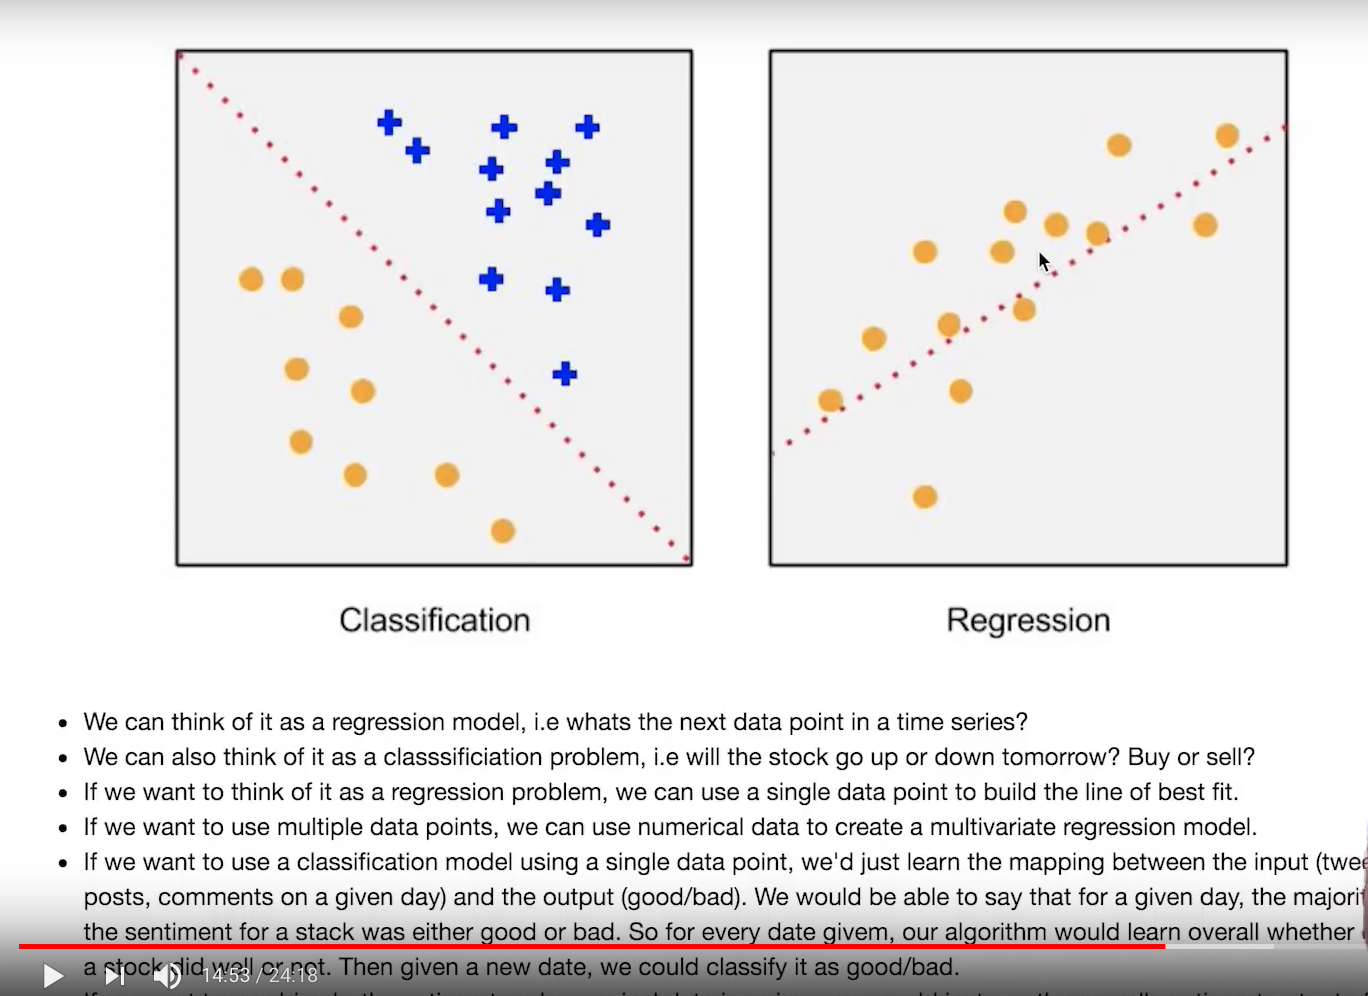 Classification
Regression
We can think of it as a regression model, i.e whats the next data point in a time series?
We can also think of it as a classsificiation problem, i.e will the stock go up or down tomorrow? Buy or sell?
If we want to think of it as a regression problem, we can use a single data point to build the line of best fit.
If we want to use multiple data points, we can use numerical data to create a multivariate regression model.
If we want to use a classification model using a single data point, we'd just learn the mapping between the input (twee
posts, comments on a given day) and the output (good/bad). We would be able to say that for a given day, the majorit
the sentiment for a stack was either good or bad. So for every date givem, our algorithm would learn overall whether
a stock did well or not. Then given a new date, we could classify it as good/bad.
14:53 / 24:18